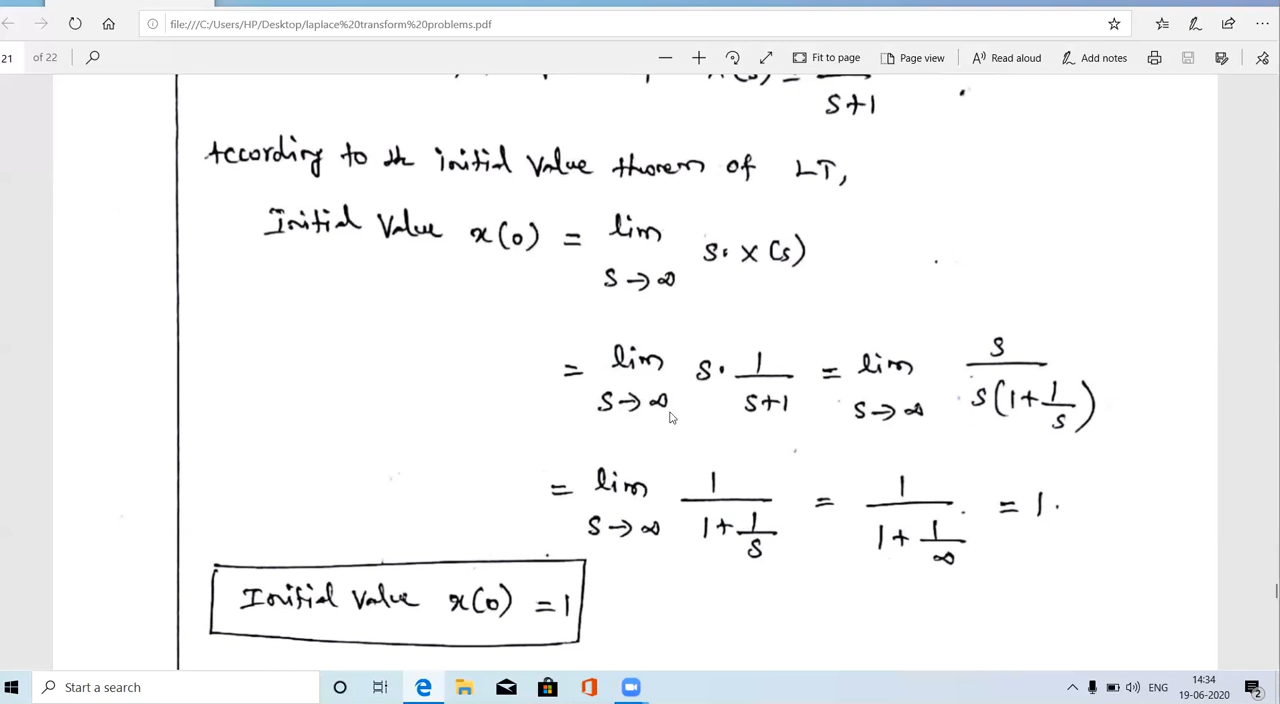 file:///C:/Users/HP/Desktop/laplace%20transform%20problems.pdf
21 of 22 Fit to page Page view Read aloud Add notes
X(s) = / s+1 .
According to the initial value theorem of LT,
Initial Value x(0) = lim s→∞ s. X(s)
= lim s→∞ s. 1/s+1 = lim s→∞ s/s(1+1/s)
= lim s→∞ 1/1+1/s = 1/1+1/∞ = 1.
Initial Value x(0) = 1
Start a search
ENG
14:34
19-06-2020
2